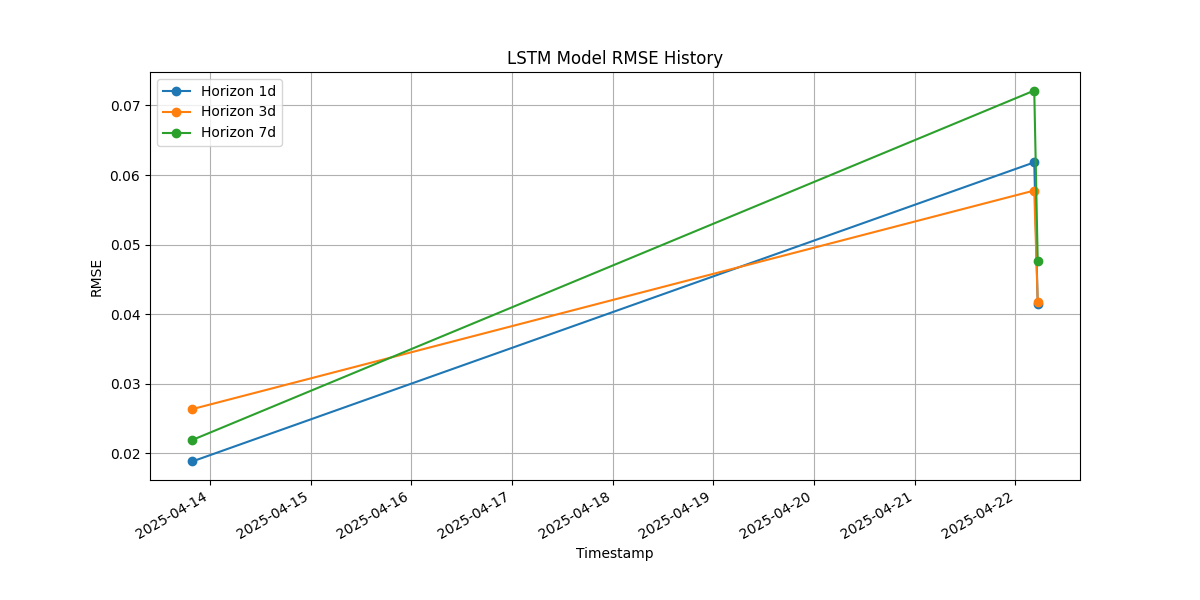 LSTM Model RMSE History
Horizon 1d
Horizon 3d
Horizon 7d
0.07
0.06
0.05
0.04
0.03
0.02
RMSE
2025-04-14
2025-04-15
2025-04-16
2025-04-17
2025-04-18
2025-04-19
2025-04-20
2025-04-21
2025-04-22
Timestamp